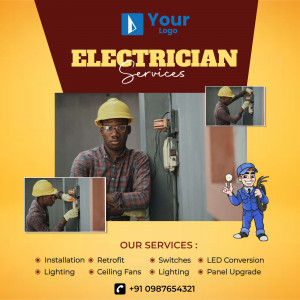 Your
Logo
ELECTRICIAN
Services
OUR SERVICES :
Installation
Retrofit
Switches
LED Conversion
Lighting
Ceiling Fans
Lighting
Panel Upgrade
+91 0987654321